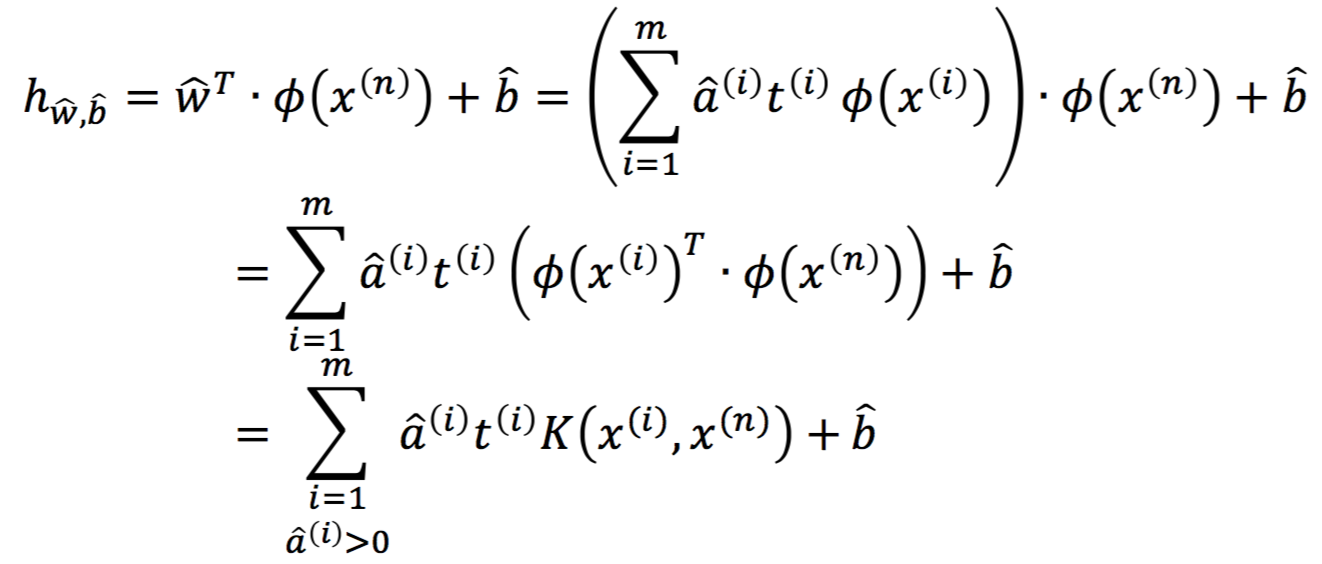 h_{ŵ,b̂} = ŵ^T · ϕ(x^{(n)}) + b̂ = (∑_{i=1}^{m} â^{(i)} t^{(i)} ϕ(x^{(i)})) · ϕ(x^{(n)}) + b̂
= ∑_{i=1}^{m} â^{(i)} t^{(i)} (ϕ(x^{(i)})^T · ϕ(x^{(n)})) + b̂
= ∑_{i=1, â^{(i)}>0}^{m} â^{(i)} t^{(i)} K(x^{(i)}, x^{(n)}) + b̂